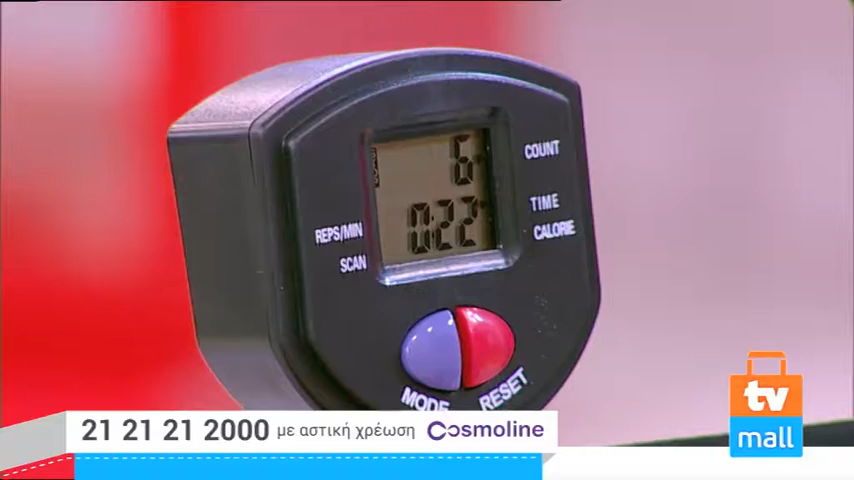 6
COUNT
0:22
TIME
REPS/MIN
CALORIE
SCAN
MODE
RESET
21 21 21 2000 με αστική χρέωση Cosmoline
tv
mall